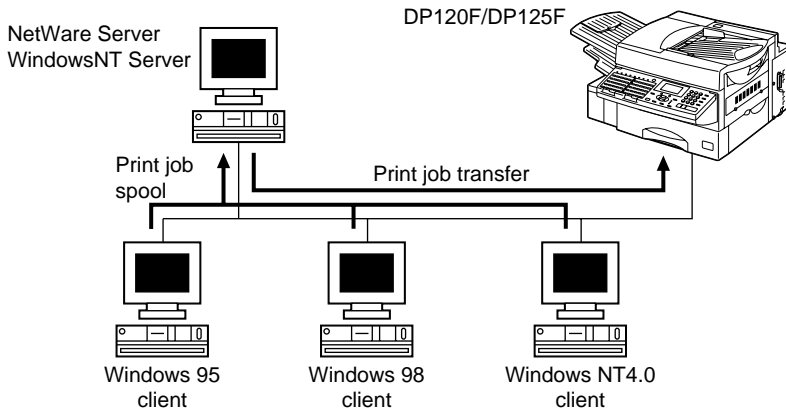 DP120F/DP125F
NetWare Server
WindowsNT Server
Print job
spool
Print job transfer
Windows 95
client
Windows 98
client
Windows NT4.0
client